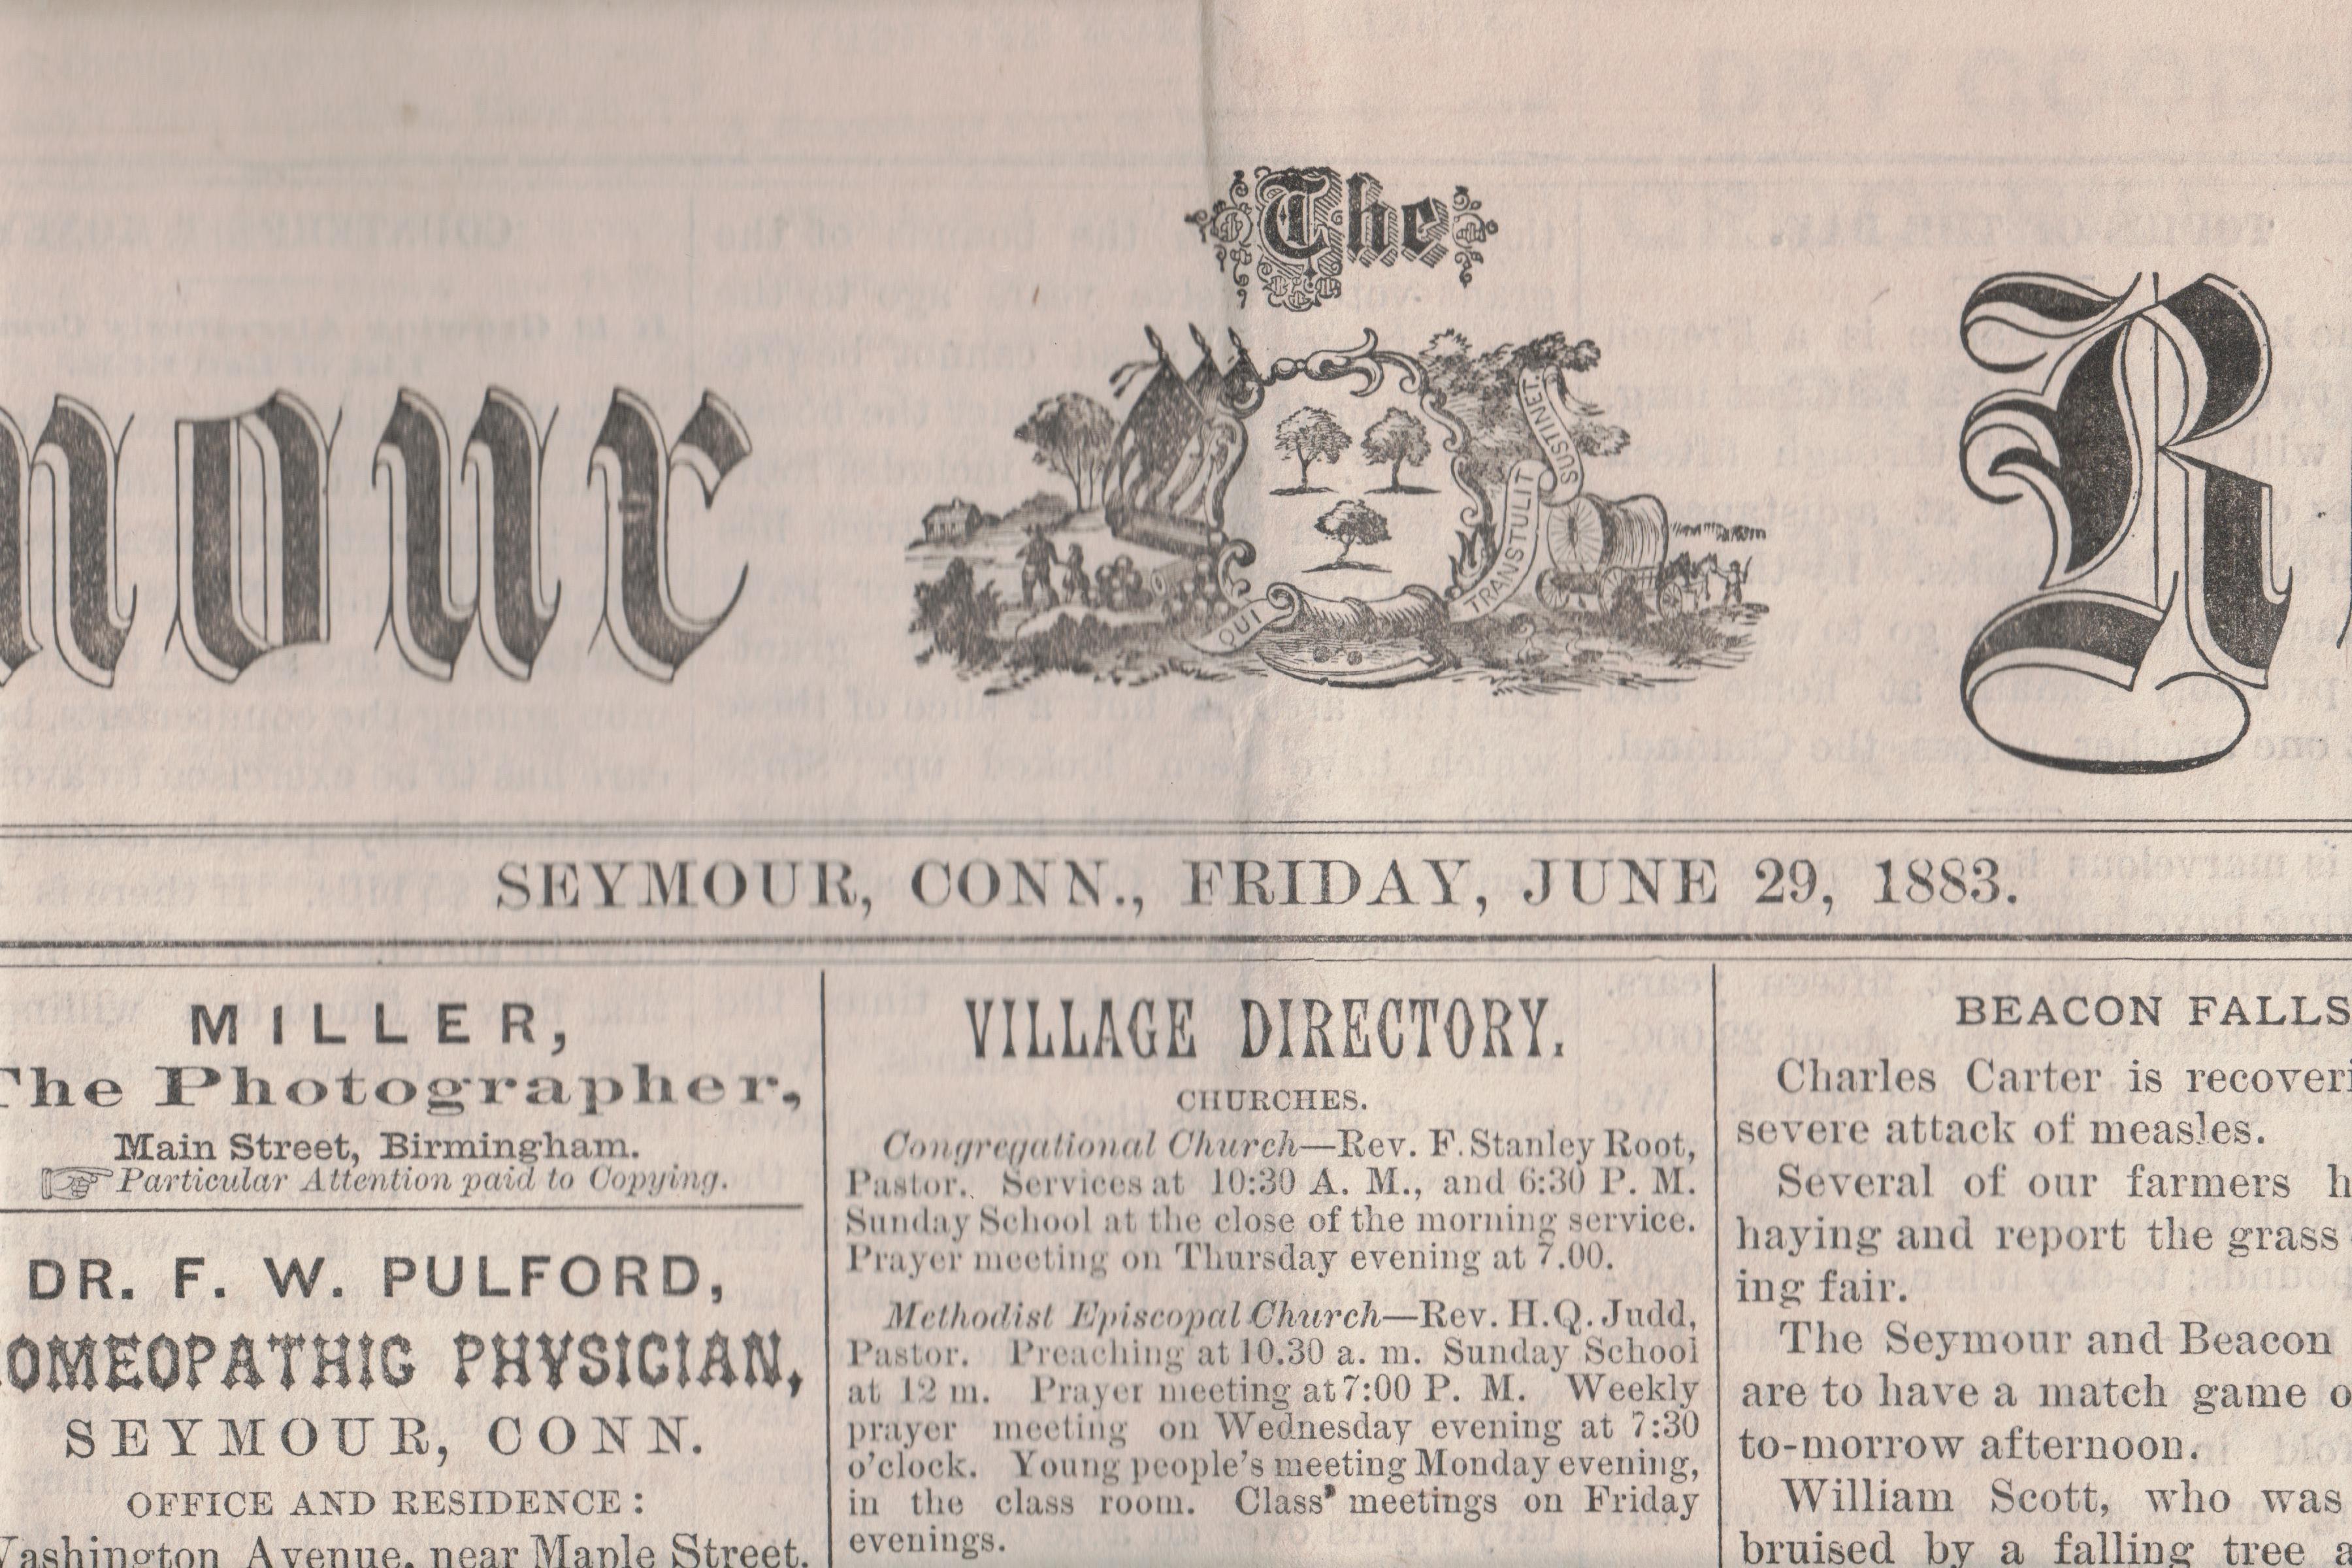 The
QUI TRANSTULIT SUSTINET.
SEYMOUR, CONN., FRIDAY, JUNE 29, 1883.
MILLER,
The Photographer,
Main Street, Birmingham.
Particular Attention paid to Copying.
DR. F. W. PULFORD,
OMEOPATHIC PHYSICIAN,
SEYMOUR, CONN.
OFFICE AND RESIDENCE:
Washington Avenue, near Maple Street.
VILLAGE DIRECTORY.
CHURCHES.
Congregational Church—Rev. F. Stanley Root,
Pastor. Services at 10:30 A. M., and 6:30 P. M.
Sunday School at the close of the morning service.
Prayer meeting on Thursday evening at 7.00.
Methodist Episcopal Church—Rev. H. Q. Judd,
Pastor. Preaching at 10.30 a. m. Sunday School
at 12 m. Prayer meeting at 7:00 P. M. Weekly
prayer meeting on Wednesday evening at 7:30
o'clock. Young people's meeting Monday evening,
in the class room. Class' meetings on Friday
evenings.
BEACON FALLS
Charles Carter is recoveri
severe attack of measles.
Several of our farmers h
haying and report the grass
ing fair.
The Seymour and Beacon
are to have a match game o
to-morrow afternoon.
William Scott, who was
bruised by a falling tree a